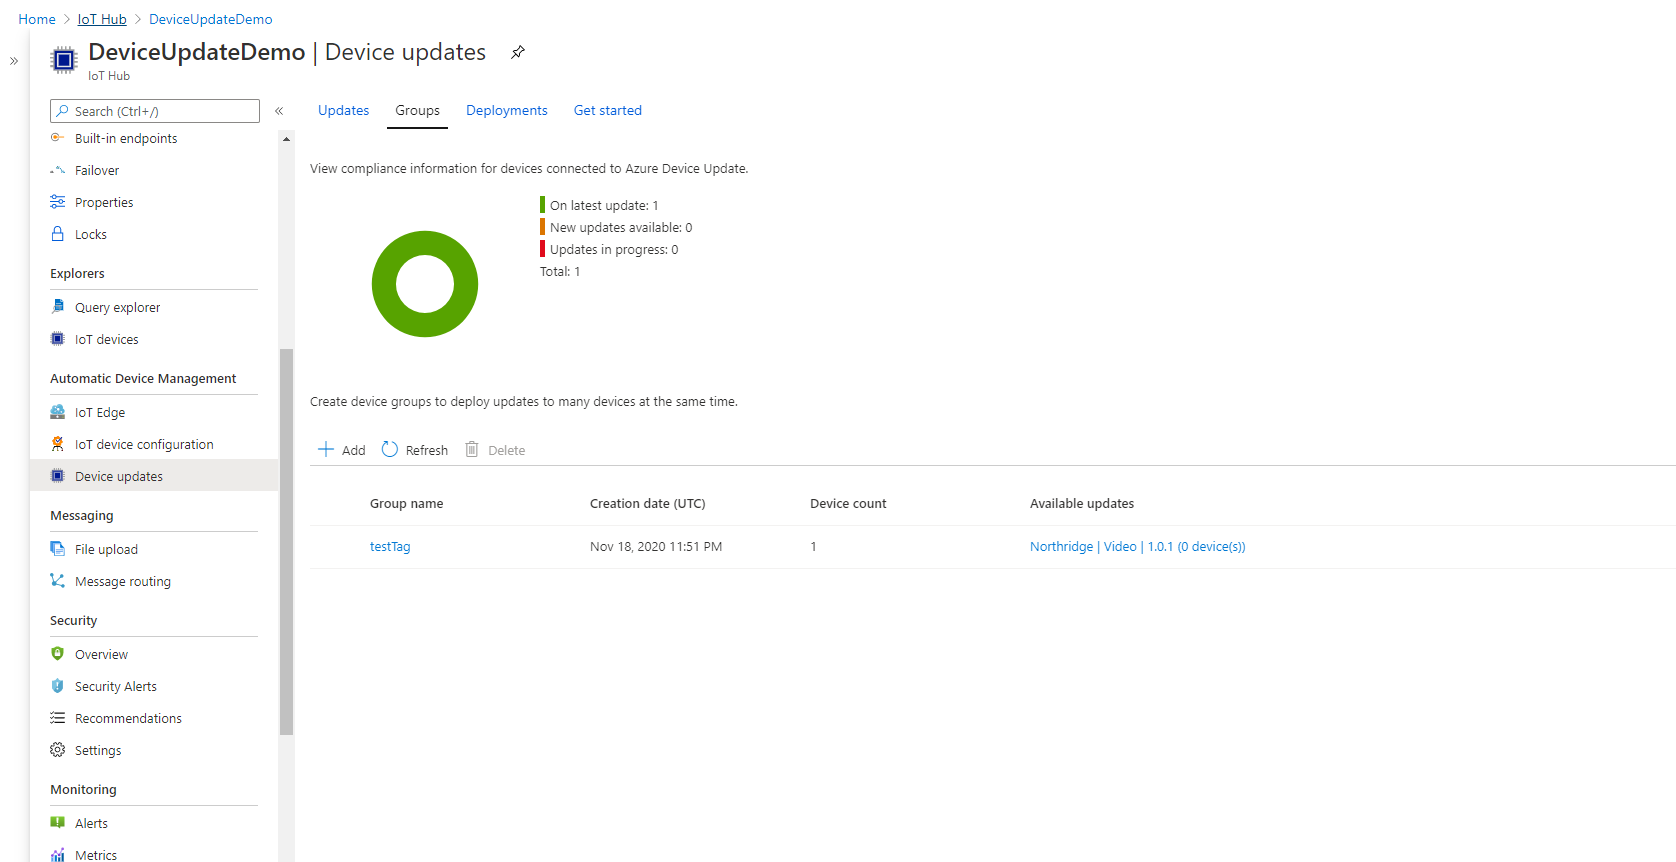 Home > IoT Hub > DeviceUpdateDemo
DeviceUpdateDemo | Device updates
IoT Hub
Search (Ctrl+/)
Built-in endpoints
Failover
Properties
Locks
Explorers
Query explorer
IoT devices
Automatic Device Management
IoT Edge
IoT device configuration
Device updates
Messaging
File upload
Message routing
Security
Overview
Security Alerts
Recommendations
Settings
Monitoring
Alerts
Metrics
Updates Groups Deployments Get started
View compliance information for devices connected to Azure Device Update.
On latest update: 1
New updates available: 0
Updates in progress: 0
Total: 1
Create device groups to deploy updates to many devices at the same time.
Add Refresh Delete
Group name Creation date (UTC) Device count Available updates
testTag Nov 18, 2020 11:51 PM 1 Northridge | Video | 1.0.1 (0 device(s))